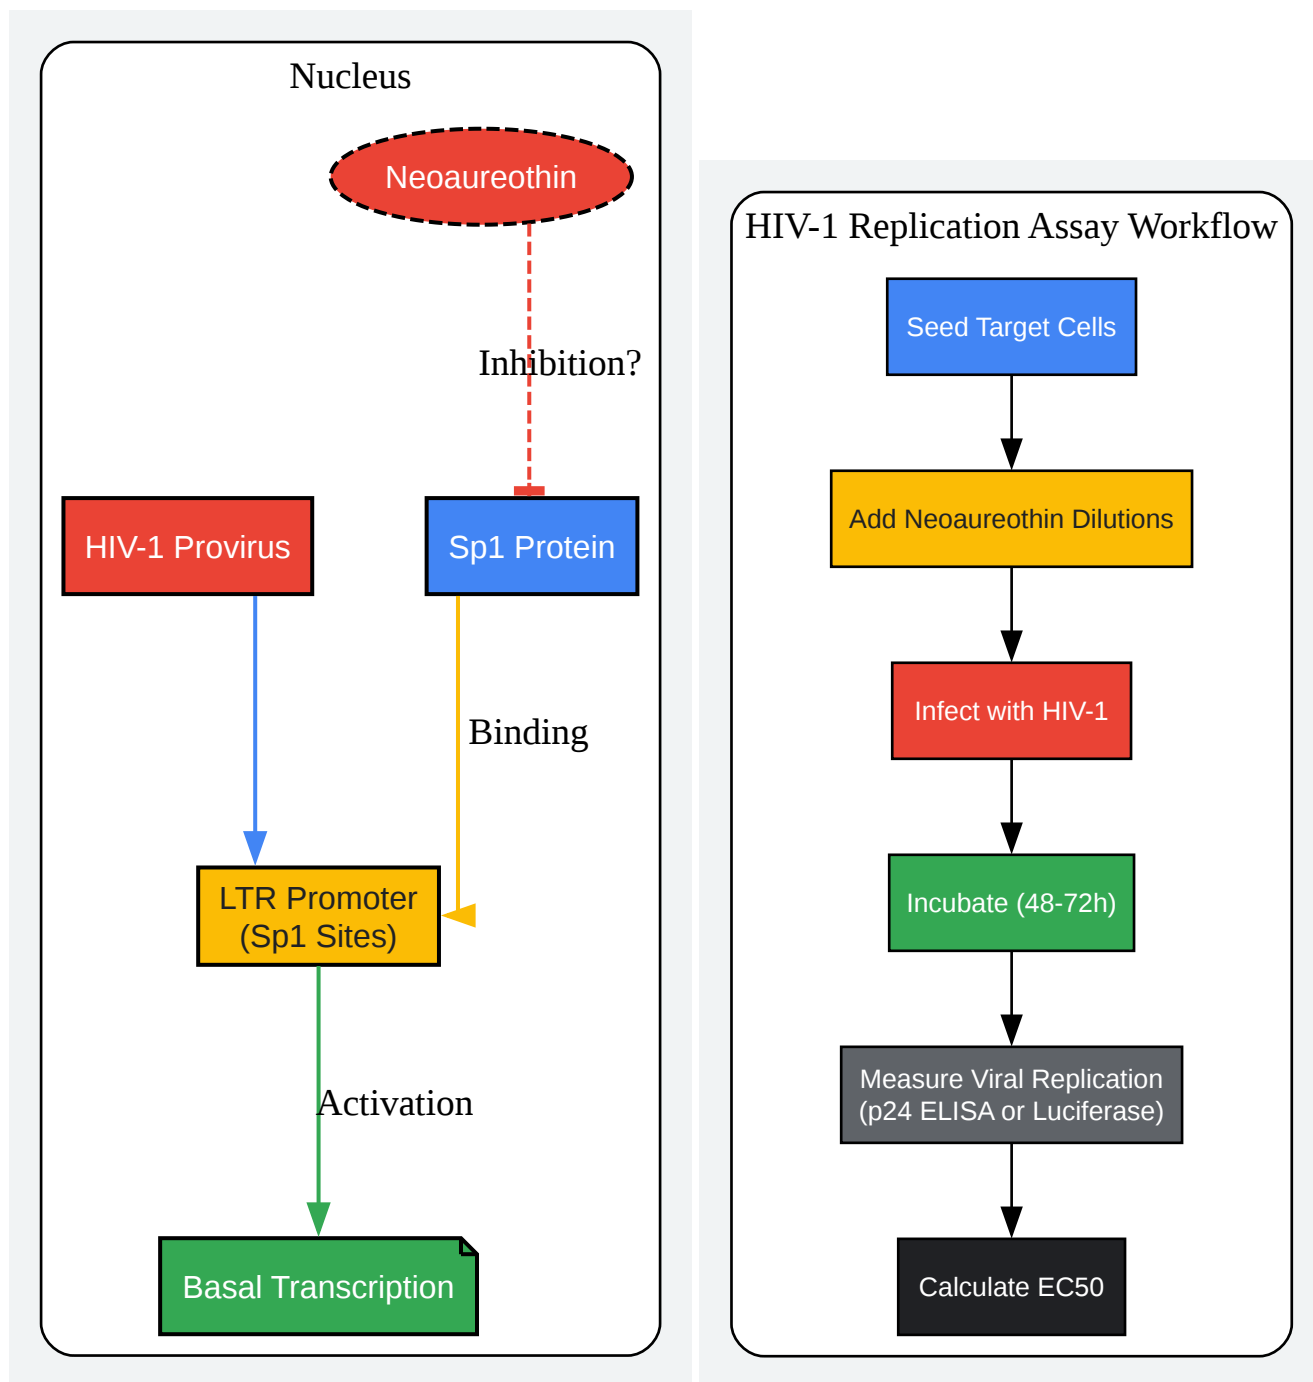 Nucleus
Neoaureothin
Inhibition?
HIV-1 Provirus
Sp1 Protein
Binding
LTR Promoter
(Sp1 Sites)
Activation
Basal Transcription
HIV-1 Replication Assay Workflow
Seed Target Cells
Add Neoaureothin Dilutions
Infect with HIV-1
Incubate (48-72h)
Measure Viral Replication
(p24 ELISA or Luciferase)
Calculate EC50